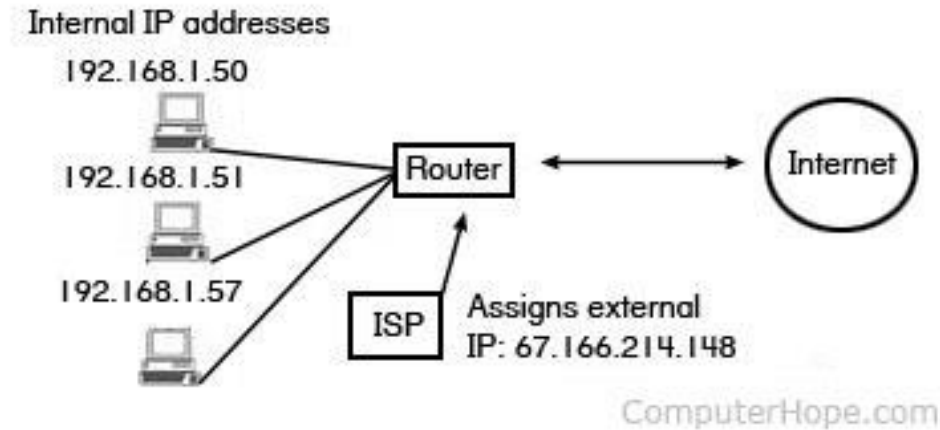 Internal IP addresses
192.168.1.50
192.168.1.51
192.168.1.57
Router
Internet
ISP
Assigns external
IP: 67.166.214.148
ComputerHope.com